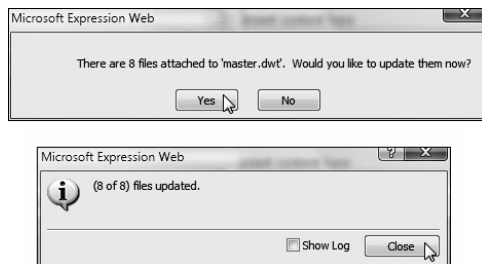 Microsoft Expression Web
There are 8 files attached to 'master.dwt'. Would you like to update them now?
Yes No
Microsoft Expression Web
(8 of 8) files updated.
Show Log Close